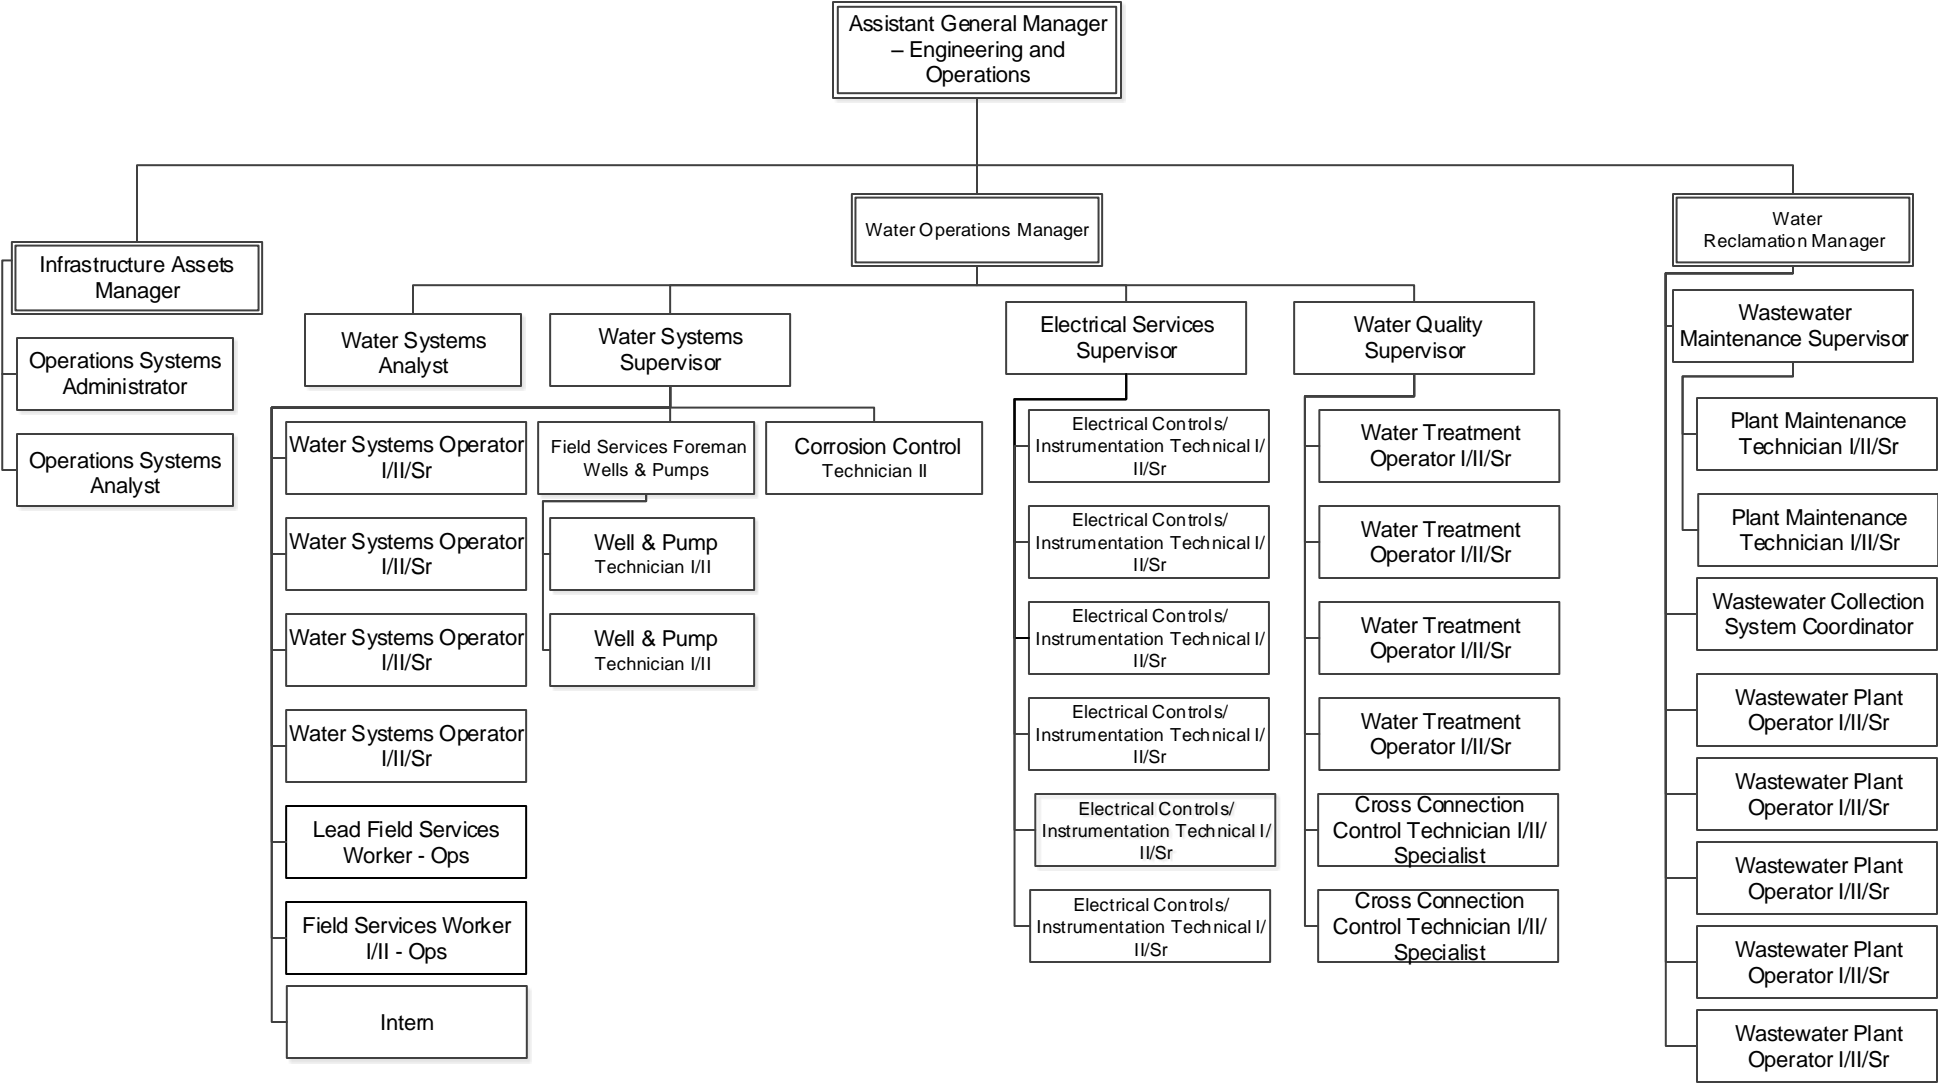 Assistant General Manager
– Engineering and
Operations
Infrastructure Assets
Manager
Operations Systems
Administrator
Operations Systems
Analyst
Water Operations Manager
Water Systems
Analyst
Water Systems
Supervisor
Water Systems Operator
I/II/Sr
Water Systems Operator
I/II/Sr
Water Systems Operator
I/II/Sr
Water Systems Operator
I/II/Sr
Lead Field Services
Worker - Ops
Field Services Worker
I/II - Ops
Intern
Field Services Foreman
Wells & Pumps
Well & Pump
Technician I/II
Well & Pump
Technician I/II
Corrosion Control
Technician II
Electrical Services
Supervisor
Electrical Controls/
Instrumentation Technical I/
II/Sr
Electrical Controls/
Instrumentation Technical I/
II/Sr
Electrical Controls/
Instrumentation Technical I/
II/Sr
Electrical Controls/
Instrumentation Technical I/
II/Sr
Electrical Controls/
Instrumentation Technical I/
II/Sr
Electrical Controls/
Instrumentation Technical I/
II/Sr
Water Quality
Supervisor
Water Treatment
Operator I/II/Sr
Water Treatment
Operator I/II/Sr
Water Treatment
Operator I/II/Sr
Water Treatment
Operator I/II/Sr
Cross Connection
Control Technician I/II/
Specialist
Cross Connection
Control Technician I/II/
Specialist
Water
Reclamation Manager
Wastewater
Maintenance Supervisor
Plant Maintenance
Technician I/II/Sr
Plant Maintenance
Technician I/II/Sr
Wastewater Collection
System Coordinator
Wastewater Plant
Operator I/II/Sr
Wastewater Plant
Operator I/II/Sr
Wastewater Plant
Operator I/II/Sr
Wastewater Plant
Operator I/II/Sr
Wastewater Plant
Operator I/II/Sr